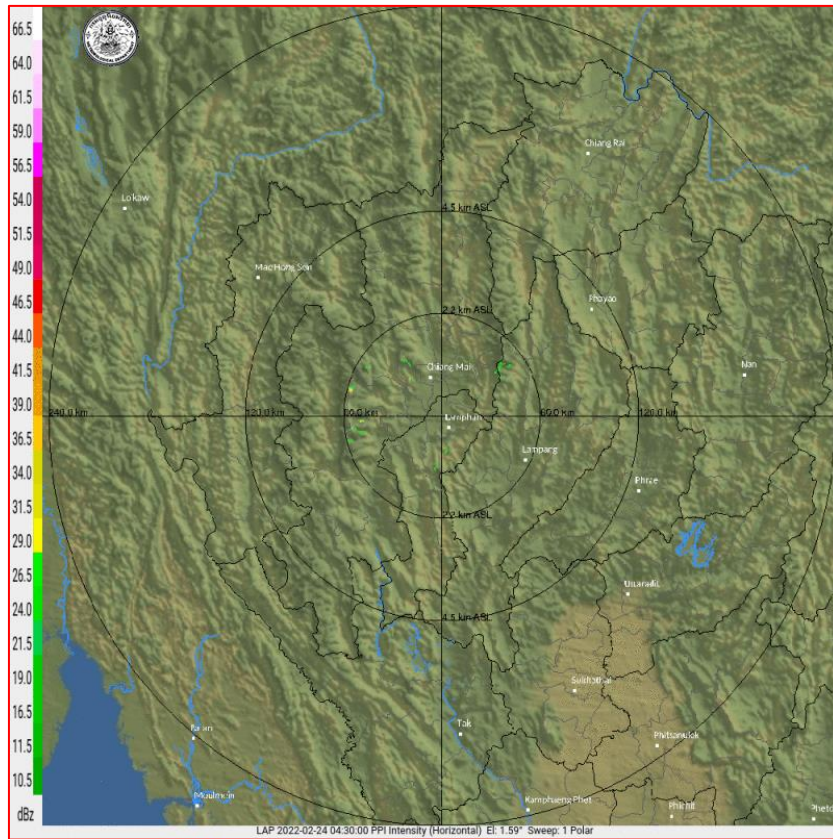 66.5
64.0
61.5
59.0
56.5
54.0
51.5
49.0
46.5
44.0
41.5
39.0
36.5
34.0
31.5
29.0
26.5
24.0
21.5
19.0
16.5
14.0
11.5
10.5
dBz
Chiang Rai
Lokaw
4.5 km ASL
Mae Hong Son
Phayao
2.2 km ASL
Nan
Chiang Mai
240.0 km
120.0 km
60.0 km
60.0 km
120.0 km
Lamphun
Lampang
Phrae
2.2 km ASL
Uttaradit
4.5 km ASL
Sukhothai
Tak
Pa'an
Phitsanulok
Moulmein
Kamphaeng Phet
Phichit
LAP 2022-02-24 04:30:00 PPI Intensity (Horizontal) El: 1.59° Sweep: 1 Polar